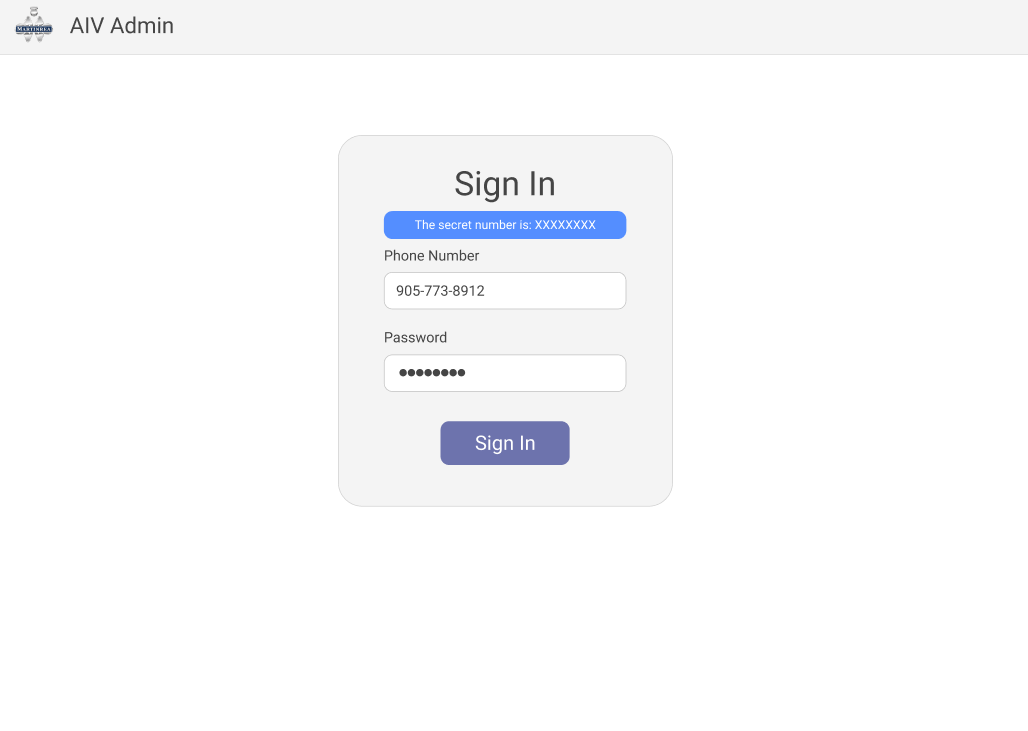 MARTINREA
AIV Admin
Sign In
The secret number is: XXXXXXXX
Phone Number
905-773-8912
Password
●●●●●●●●
Sign In